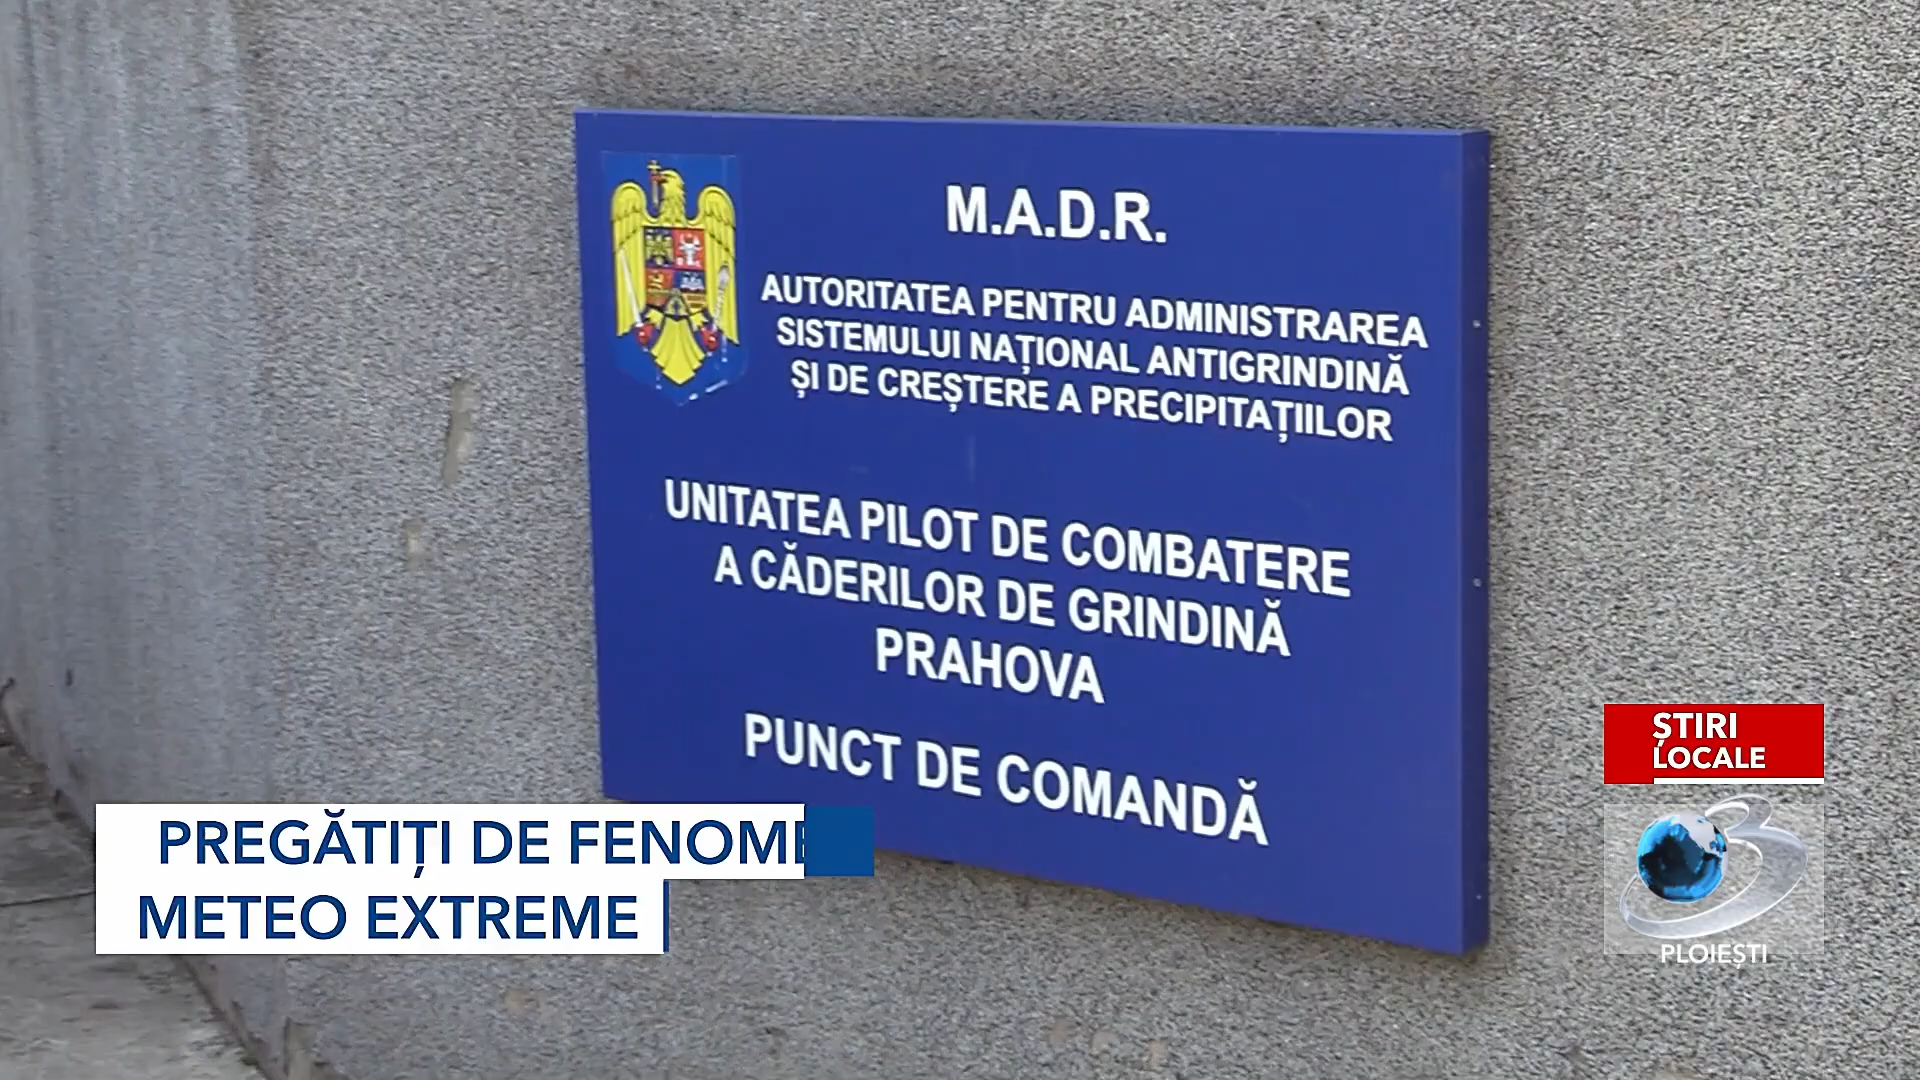 M.A.D.R.
AUTORITATEA PENTRU ADMINISTRAREA
SISTEMULUI NAȚIONAL ANTIGRINDINĂ
ȘI DE CREȘTERE A PRECIPITAȚIILOR
UNITATEA PILOT DE COMBATERE
A CĂDERILOR DE GRINDINĂ
PRAHOVA
PUNCT DE COMANDĂ
PREGĂTIȚI DE FENOME
METEO EXTREME
ȘTIRI
LOCALE
3
PLOIEȘTI